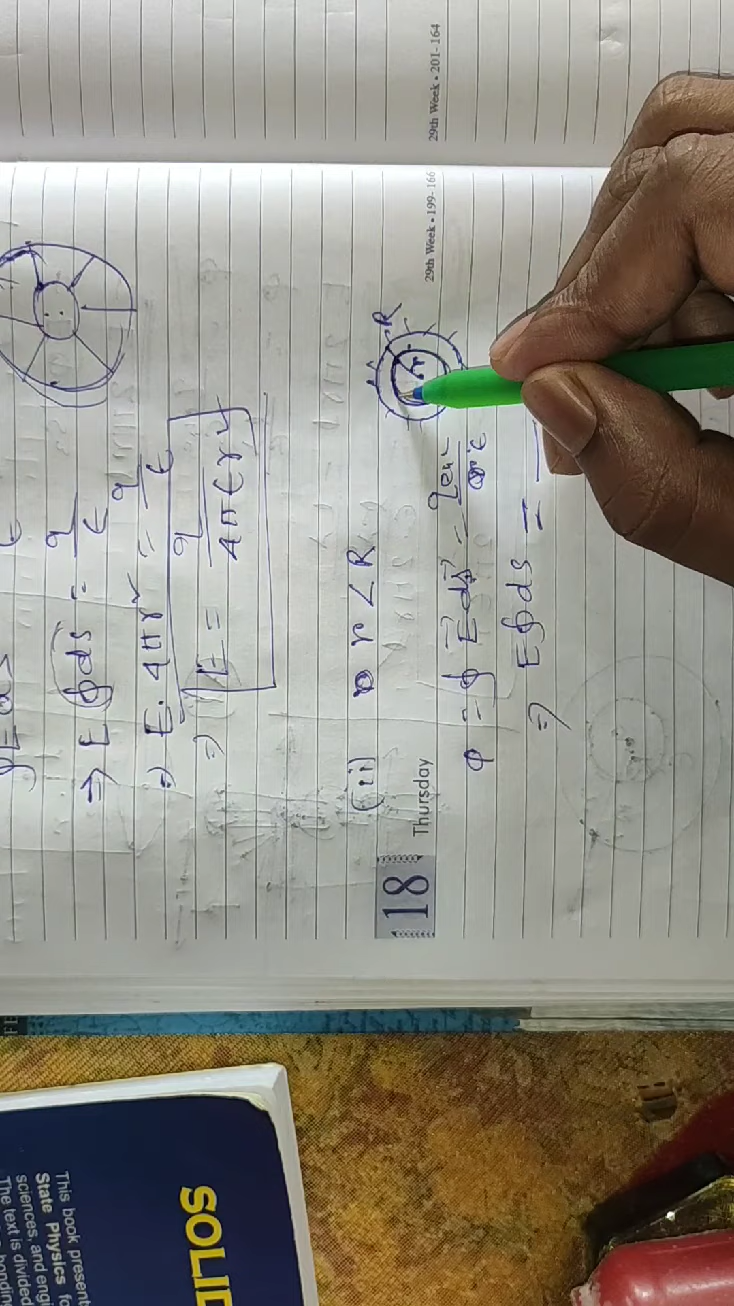 ⇒ E∮ds = q/ϵ
⇒ E. 4πr² = q/ϵ
⇒ E = q/4πϵr²
(ii) r < R
R
r
18 Thursday
29th Week • 199-166
29th Week • 201-164
φ = ∮ E⃗ ds⃗ =
⇒ E∮ds =
SOLID
This book present
State Physics fo
sciences, and engi
The text is divided